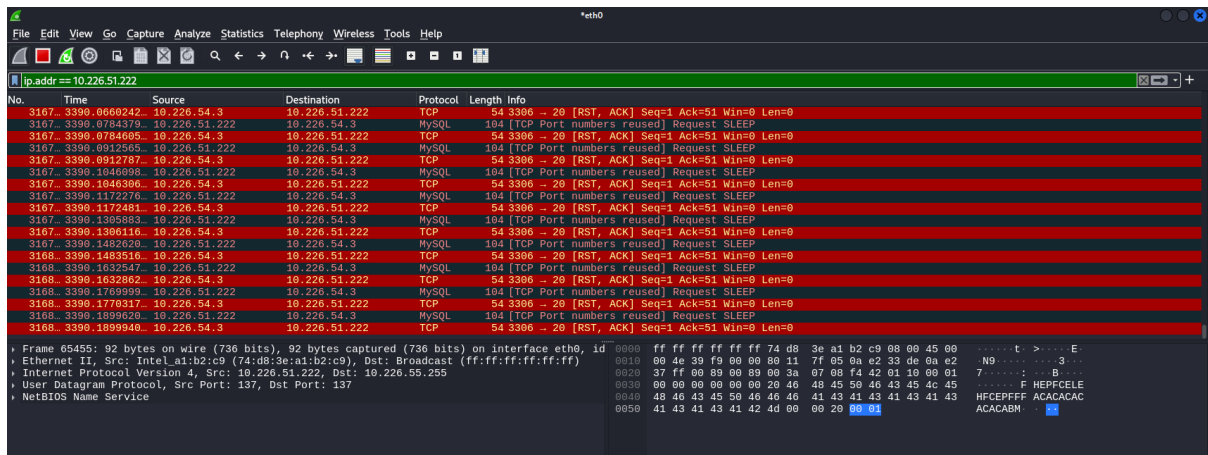 *eth0
File Edit View Go Capture Analyze Statistics Telephony Wireless Tools Help
ip.addr == 10.226.51.222
No. Time Source Destination Protocol Length Info
3167… 3390.0660242… 10.226.54.3 10.226.51.222 TCP 54 3306 → 20 [RST, ACK] Seq=1 Ack=51 Win=0 Len=0
3167… 3390.0784379… 10.226.51.222 10.226.54.3 MySQL 104 [TCP Port numbers reused] Request SLEEP
3167… 3390.0784605… 10.226.54.3 10.226.51.222 TCP 54 3306 → 20 [RST, ACK] Seq=1 Ack=51 Win=0 Len=0
3167… 3390.0912565… 10.226.51.222 10.226.54.3 MySQL 104 [TCP Port numbers reused] Request SLEEP
3167… 3390.0912787… 10.226.54.3 10.226.51.222 TCP 54 3306 → 20 [RST, ACK] Seq=1 Ack=51 Win=0 Len=0
3167… 3390.1046098… 10.226.51.222 10.226.54.3 MySQL 104 [TCP Port numbers reused] Request SLEEP
3167… 3390.1046306… 10.226.54.3 10.226.51.222 TCP 54 3306 → 20 [RST, ACK] Seq=1 Ack=51 Win=0 Len=0
3167… 3390.1172276… 10.226.51.222 10.226.54.3 MySQL 104 [TCP Port numbers reused] Request SLEEP
3167… 3390.1172481… 10.226.54.3 10.226.51.222 TCP 54 3306 → 20 [RST, ACK] Seq=1 Ack=51 Win=0 Len=0
3167… 3390.1305883… 10.226.51.222 10.226.54.3 MySQL 104 [TCP Port numbers reused] Request SLEEP
3167… 3390.1306116… 10.226.54.3 10.226.51.222 TCP 54 3306 → 20 [RST, ACK] Seq=1 Ack=51 Win=0 Len=0
3167… 3390.1482620… 10.226.51.222 10.226.54.3 MySQL 104 [TCP Port numbers reused] Request SLEEP
3168… 3390.1483516… 10.226.54.3 10.226.51.222 TCP 54 3306 → 20 [RST, ACK] Seq=1 Ack=51 Win=0 Len=0
3168… 3390.1632547… 10.226.51.222 10.226.54.3 MySQL 104 [TCP Port numbers reused] Request SLEEP
3168… 3390.1632862… 10.226.54.3 10.226.51.222 TCP 54 3306 → 20 [RST, ACK] Seq=1 Ack=51 Win=0 Len=0
3168… 3390.1769999… 10.226.51.222 10.226.54.3 MySQL 104 [TCP Port numbers reused] Request SLEEP
3168… 3390.1770317… 10.226.54.3 10.226.51.222 TCP 54 3306 → 20 [RST, ACK] Seq=1 Ack=51 Win=0 Len=0
3168… 3390.1899620… 10.226.51.222 10.226.54.3 MySQL 104 [TCP Port numbers reused] Request SLEEP
3168… 3390.1899940… 10.226.54.3 10.226.51.222 TCP 54 3306 → 20 [RST, ACK] Seq=1 Ack=51 Win=0 Len=0
Frame 65455: 92 bytes on wire (736 bits), 92 bytes captured (736 bits) on interface eth0, id
Ethernet II, Src: Intel_a1:b2:c9 (74:d8:3e:a1:b2:c9), Dst: Broadcast (ff:ff:ff:ff:ff:ff)
Internet Protocol Version 4, Src: 10.226.51.222, Dst: 10.226.55.255
User Datagram Protocol, Src Port: 137, Dst Port: 137
NetBIOS Name Service
0000 ff ff ff ff ff ff 74 d8 3e a1 b2 c9 08 00 45 00 ······t· >·····E·
0010 00 4e 39 f9 00 00 80 11 7f 05 0a e2 33 de 0a e2 ·N9····· ····3···
0020 37 ff 00 89 00 89 00 3a 07 08 f4 42 01 10 00 01 7······: ···B····
0030 00 00 00 00 00 00 20 46 48 45 50 46 43 45 4c 45 ······ F HEPFCELE
0040 48 46 43 45 50 46 46 46 41 43 41 43 41 43 41 43 HFCEPFFF ACACACAC
0050 41 43 41 43 41 42 4d 00 00 20 00 01 ACACABM· · ··